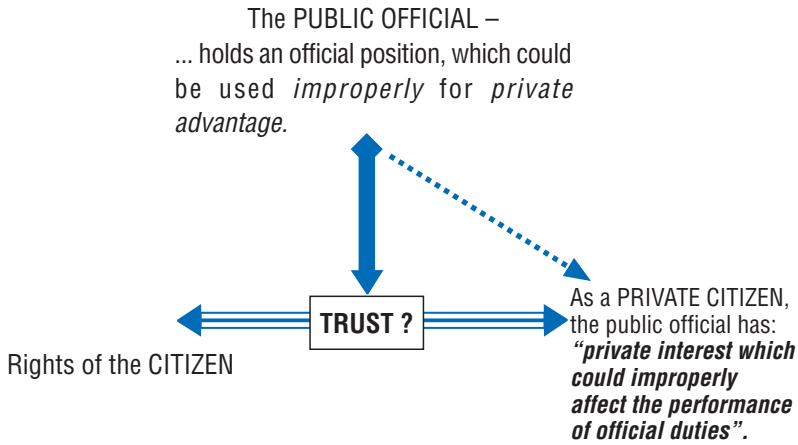 The PUBLIC OFFICIAL –
... holds an official position, which could
be used improperly for private
advantage.
TRUST ?
Rights of the CITIZEN
As a PRIVATE CITIZEN,
the public official has:
“private interest which
could improperly
affect the performance
of official duties”.